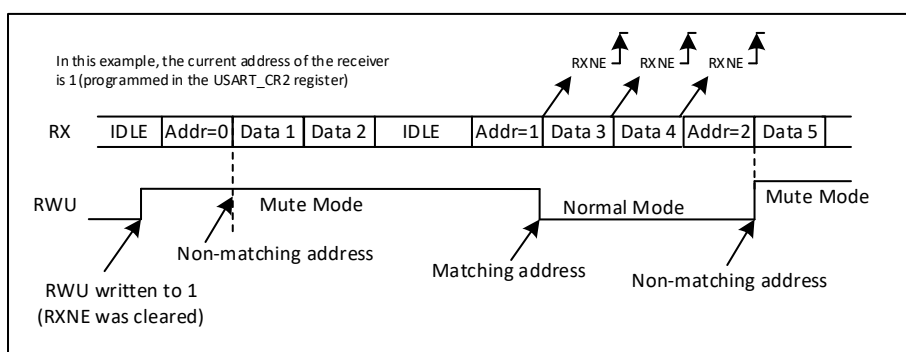 In this example, the current address of the receiver
is 1(programmed in the USART_CR2 register)
RXNE RXNE RXNE
RX IDLE Addr=0 Data 1 Data 2 IDLE Addr=1 Data 3 Data 4 Addr=2 Data 5
RWU Mute Mode Normal Mode Mute Mode
Non-matching address Matching address Non-matching address
RWU written to 1
(RXNE was cleared)